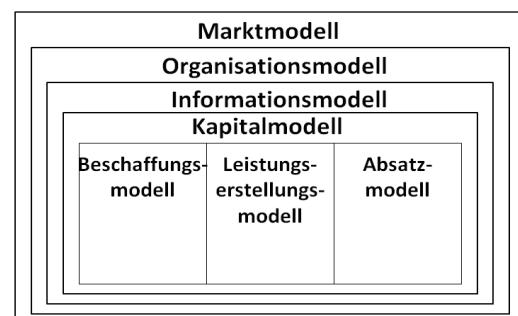 Marktmodell
Organisationsmodell
Informationsmodell
Kapitalmodell
Beschaffungs-
modell
Leistungs-
erstellungs-
modell
Absatz-
modell